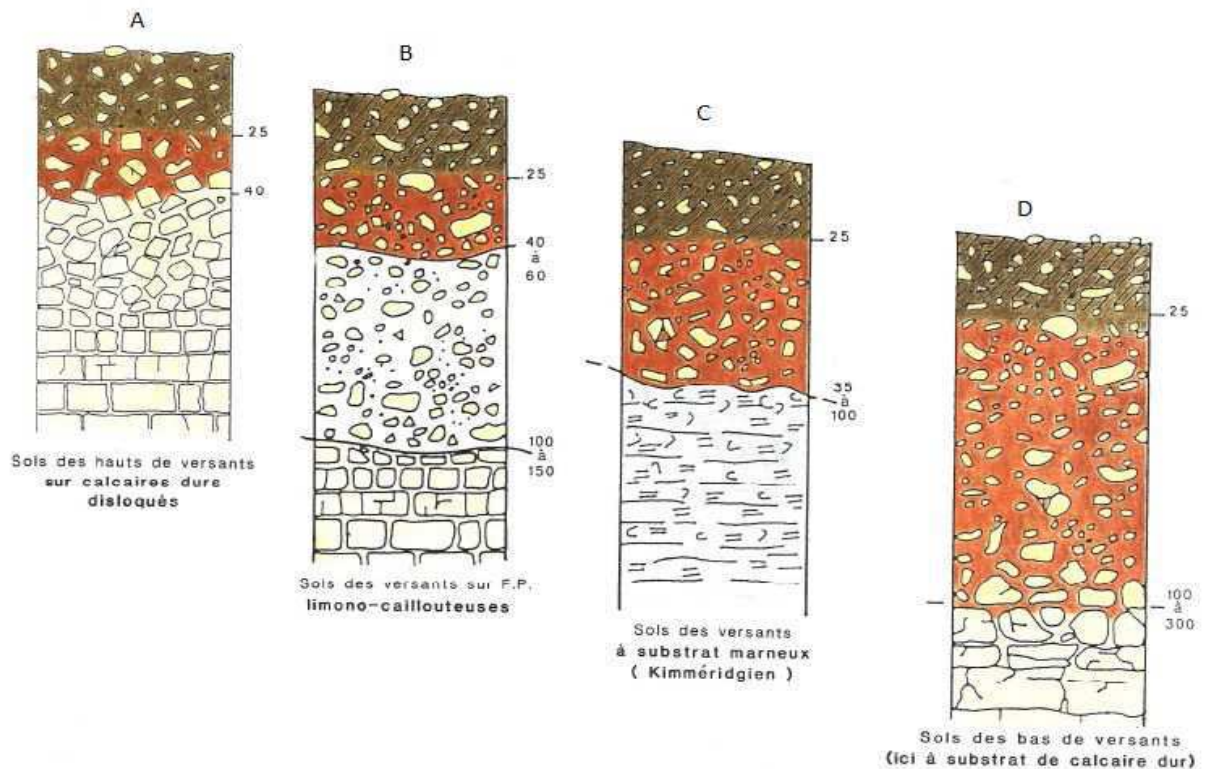 A
25
40
Sols des hauts de versants
sur calcaires durs
disloqués
B
25
40
à
60
100
à
150
Sols des versants sur F.P.
limono-caillouteuses
C
25
35
à
100
Sols des versants
à substrat marneux
( Kimméridgien )
D
25
100
à
300
Sols des bas de versants
(ici à substrat de calcaire dur)